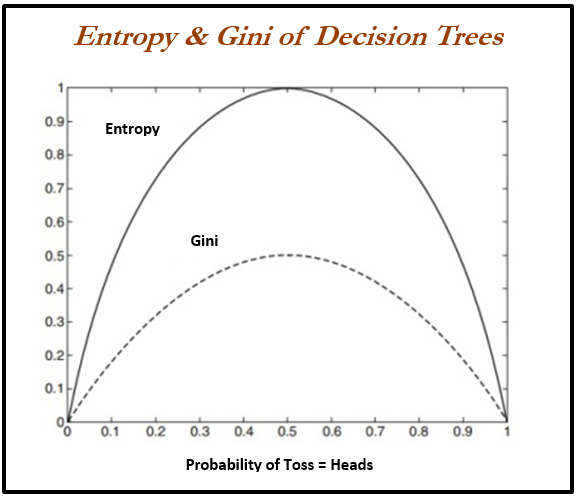 Entropy & Gini of Decision Trees
1
0.9
Entropy
0.8
0.7
0.6
Gini
0.5
0.4
0.3
0.2
0.1
0
0 0.1 0.2 0.3 0.4 0.5 0.6 0.7 0.8 0.9 1
Probability of Toss = Heads